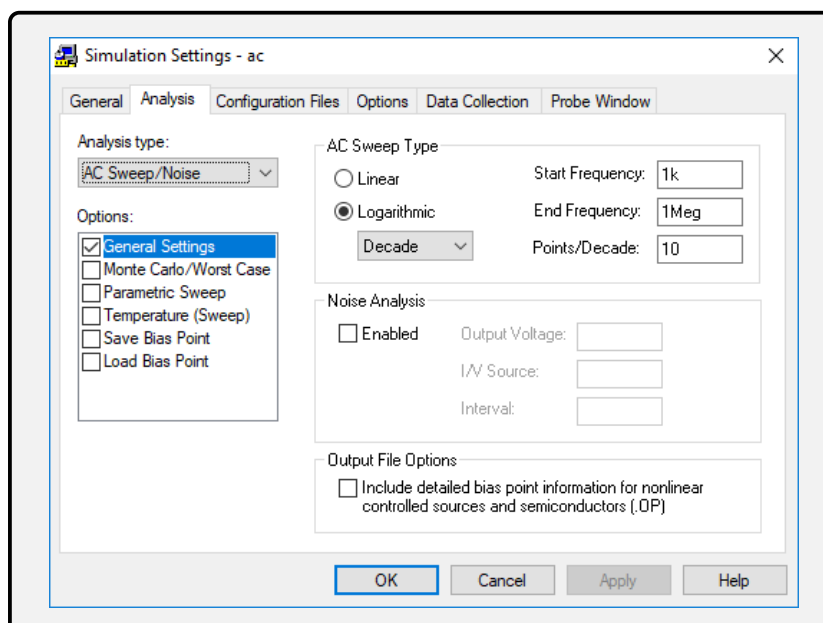 Simulation Settings - ac
General Analysis Configuration Files Options Data Collection Probe Window
Analysis type:
AC Sweep/Noise
Options:
General Settings
Monte Carlo/Worst Case
Parametric Sweep
Temperature (Sweep)
Save Bias Point
Load Bias Point
AC Sweep Type
Linear
Logarithmic
Decade
Start Frequency: 1k
End Frequency: 1Meg
Points/Decade: 10
Noise Analysis
Enabled
Output Voltage:
I/V Source:
Interval:
Output File Options
Include detailed bias point information for nonlinear
controlled sources and semiconductors (.OP)
OK Cancel Apply Help